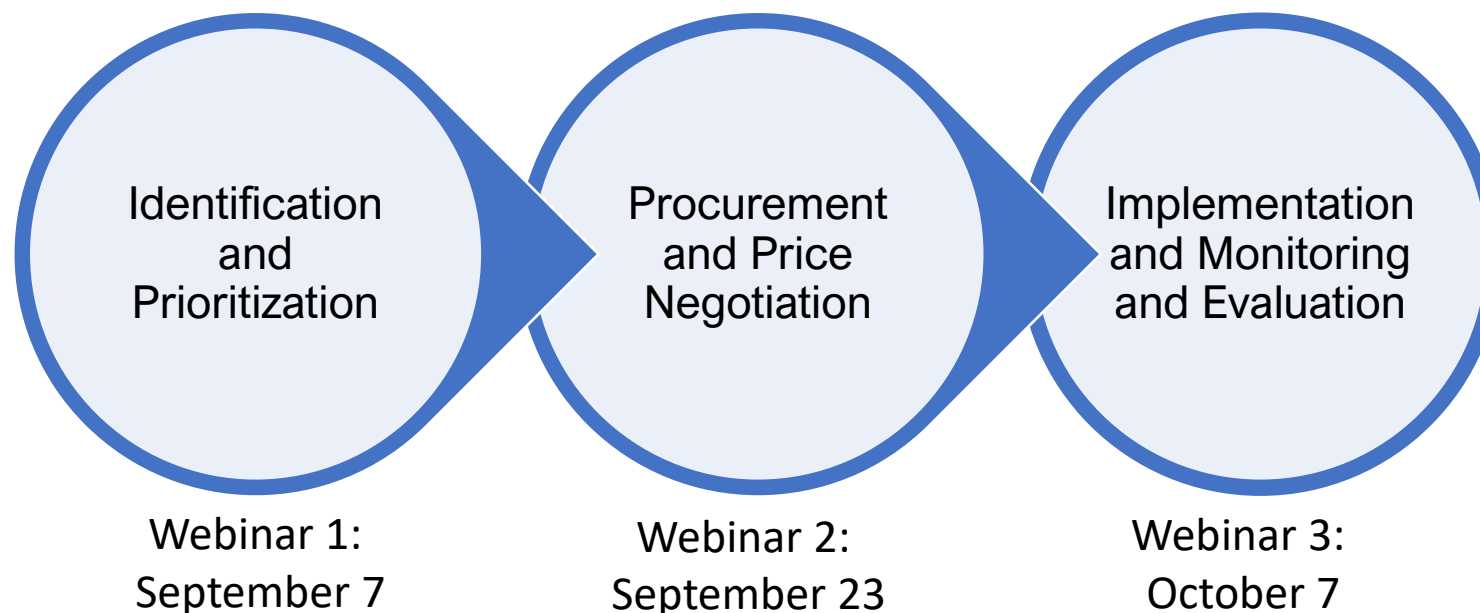 Identification
and
Prioritization
Procurement
and Price
Negotiation
Implementation
and Monitoring
and Evaluation
Webinar 1:
September 7
Webinar 2:
September 23
Webinar 3:
October 7